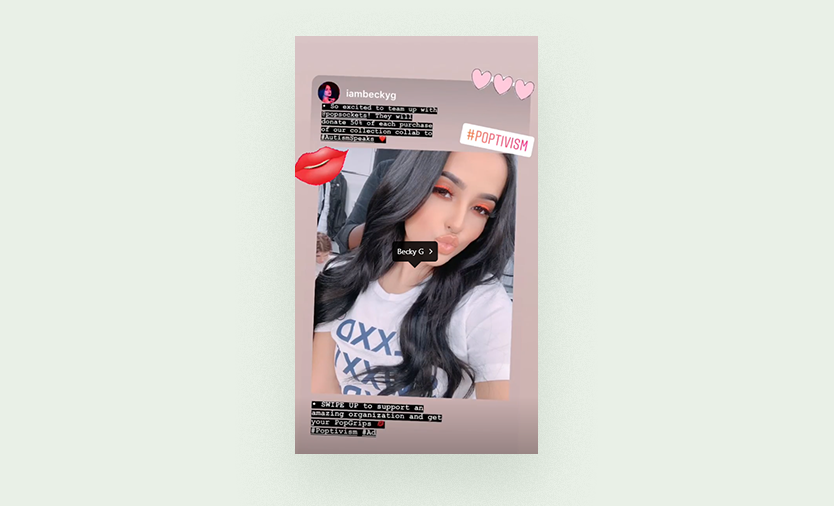 iambeckyg
• So excited to team up with
@popsockets! They will
donate 50% of each purchase
of our collection collab to
#AutismSpeaks ❤️
#POPTIVISM
Becky G >
• SWIPE UP to support an
amazing organization and get
your PopGrips 💋
#Poptivism #Ad